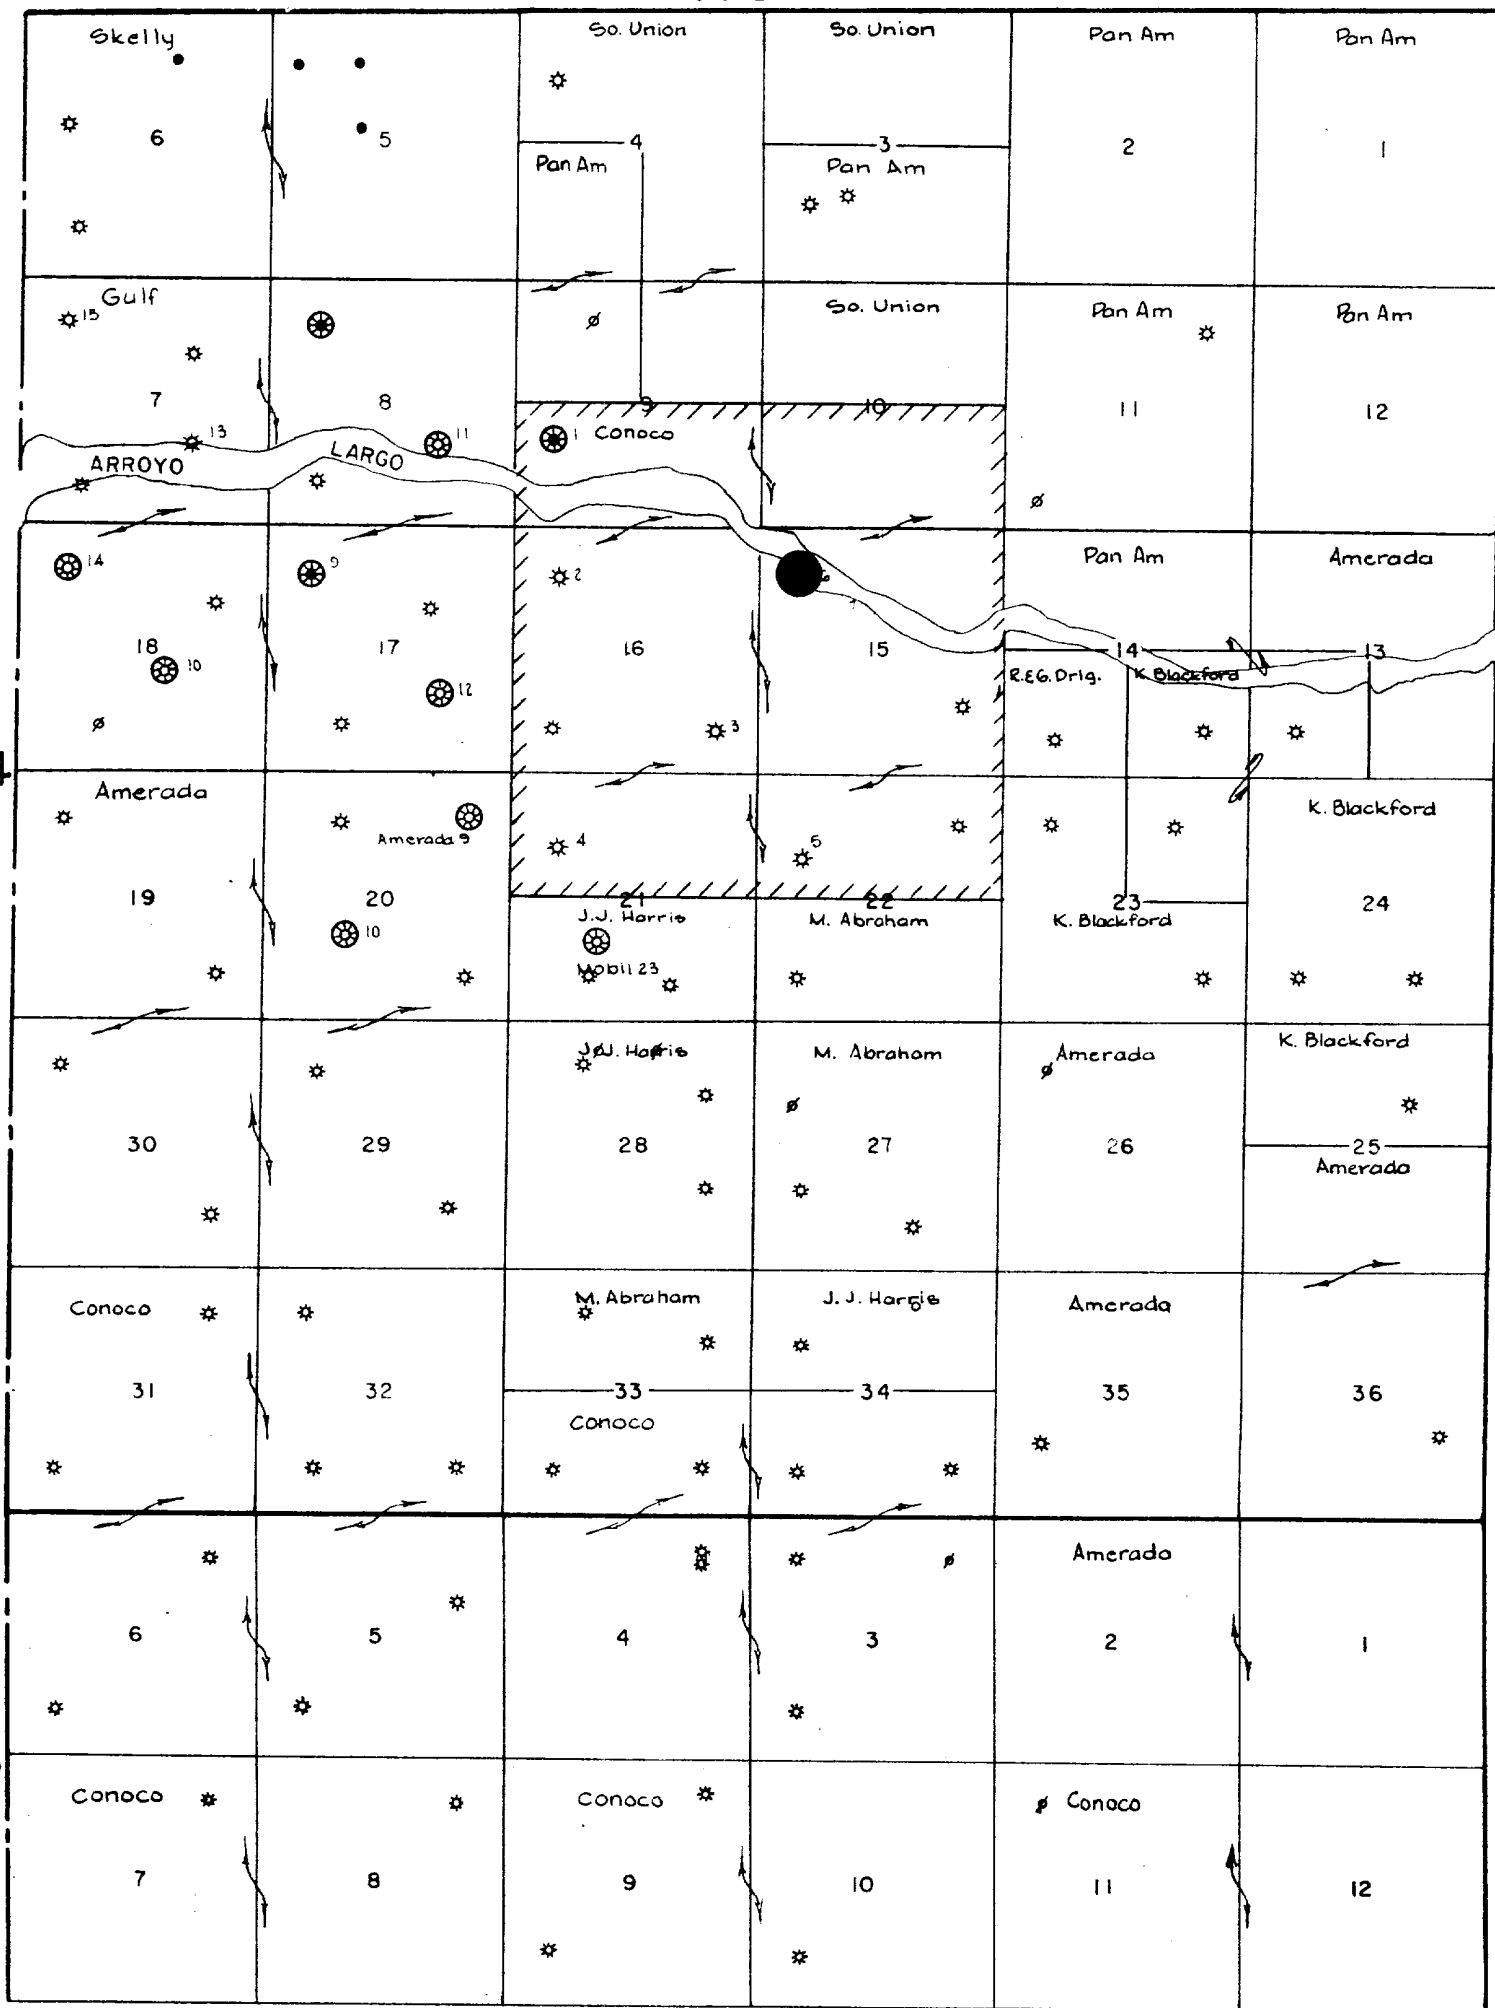 Skelly
So. Union
So. Union
Pan Am
Pan Am
6
5
4
3
2
1
Pan Am
Pan Am
Gulf
So. Union
Pan Am
Pan Am
15
7
8
9
10
11
12
13
11
1 Conoco
ARROYO LARGO
14
9
2
6
Pan Am
Amerada
18
10
17
12
16
15
14
13
R.E.G. Drlg.
K. Blackford
3
Amerada
Amerada 9
4
5
K. Blackford
19
20
21
22
23
24
10
J.J. Harris
M. Abraham
K. Blackford
Mobil 23
J.J. Harris
M. Abraham
Amerada
K. Blackford
30
29
28
27
26
25
Amerada
Conoco
M. Abraham
J. J. Harris
Amerada
31
32
33
34
35
36
Conoco
Amerada
6
5
4
3
2
1
Conoco
Conoco
Conoco
7
8
9
10
11
12